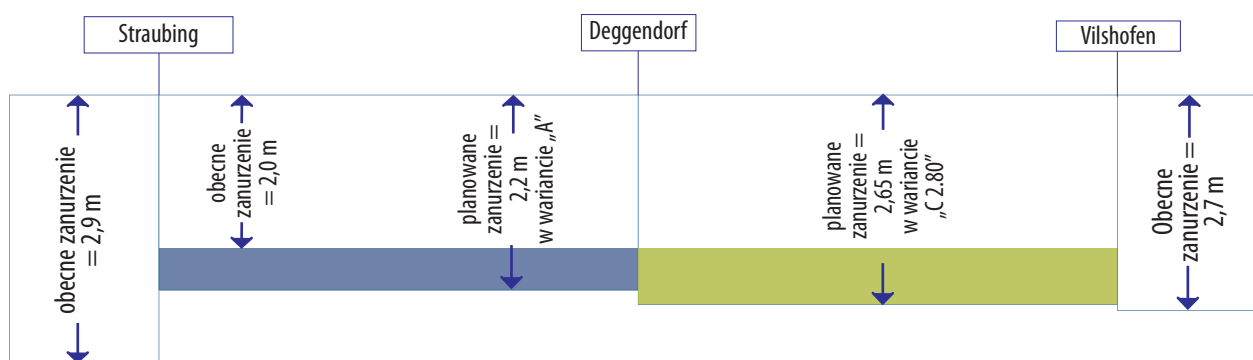 Straubing
Deggendorf
Vilshofen
obecne zanurzenie
= 2,9 m
obecne
zanurzenie
= 2,0 m
planowane
zanurzenie =
2,2 m
w wariancie „A”
planowane
zanurzenie =
2,65 m
w wariancie
„C 2.80”
Obecne
zanurzenie =
2,7 m